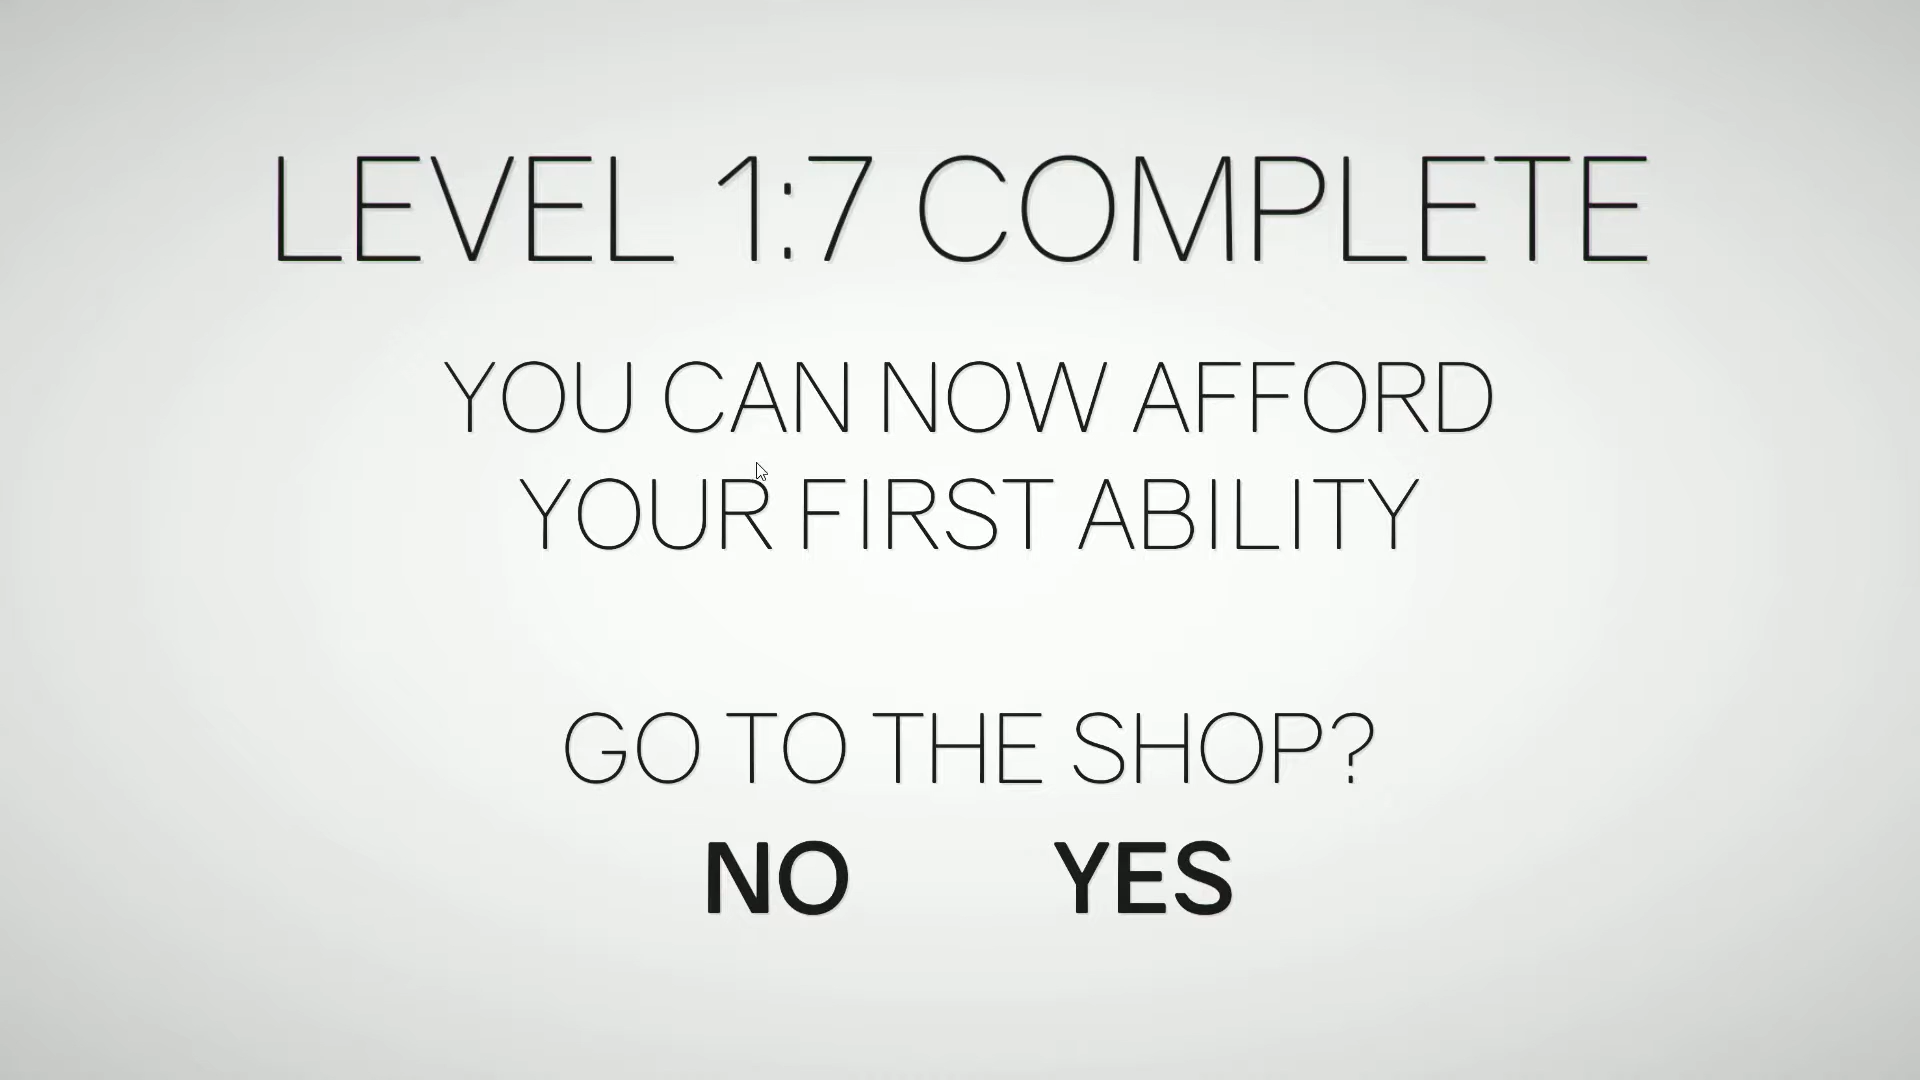 LEVEL 1:7 COMPLETE
YOU CAN NOW AFFORD
YOUR FIRST ABILITY
GO TO THE SHOP?
NO YES